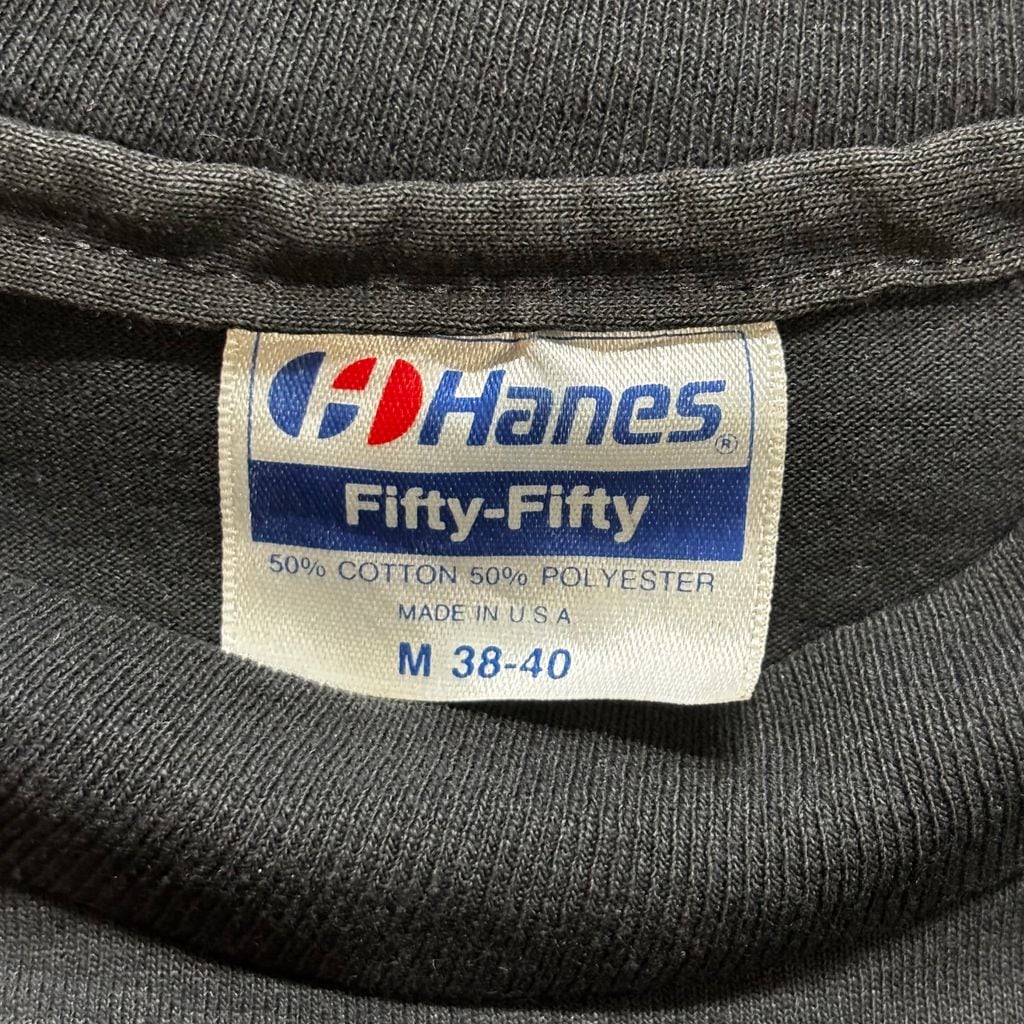 Hanes®
Fifty-Fifty
50% COTTON 50% POLYESTER
MADE IN U S A
M 38-40